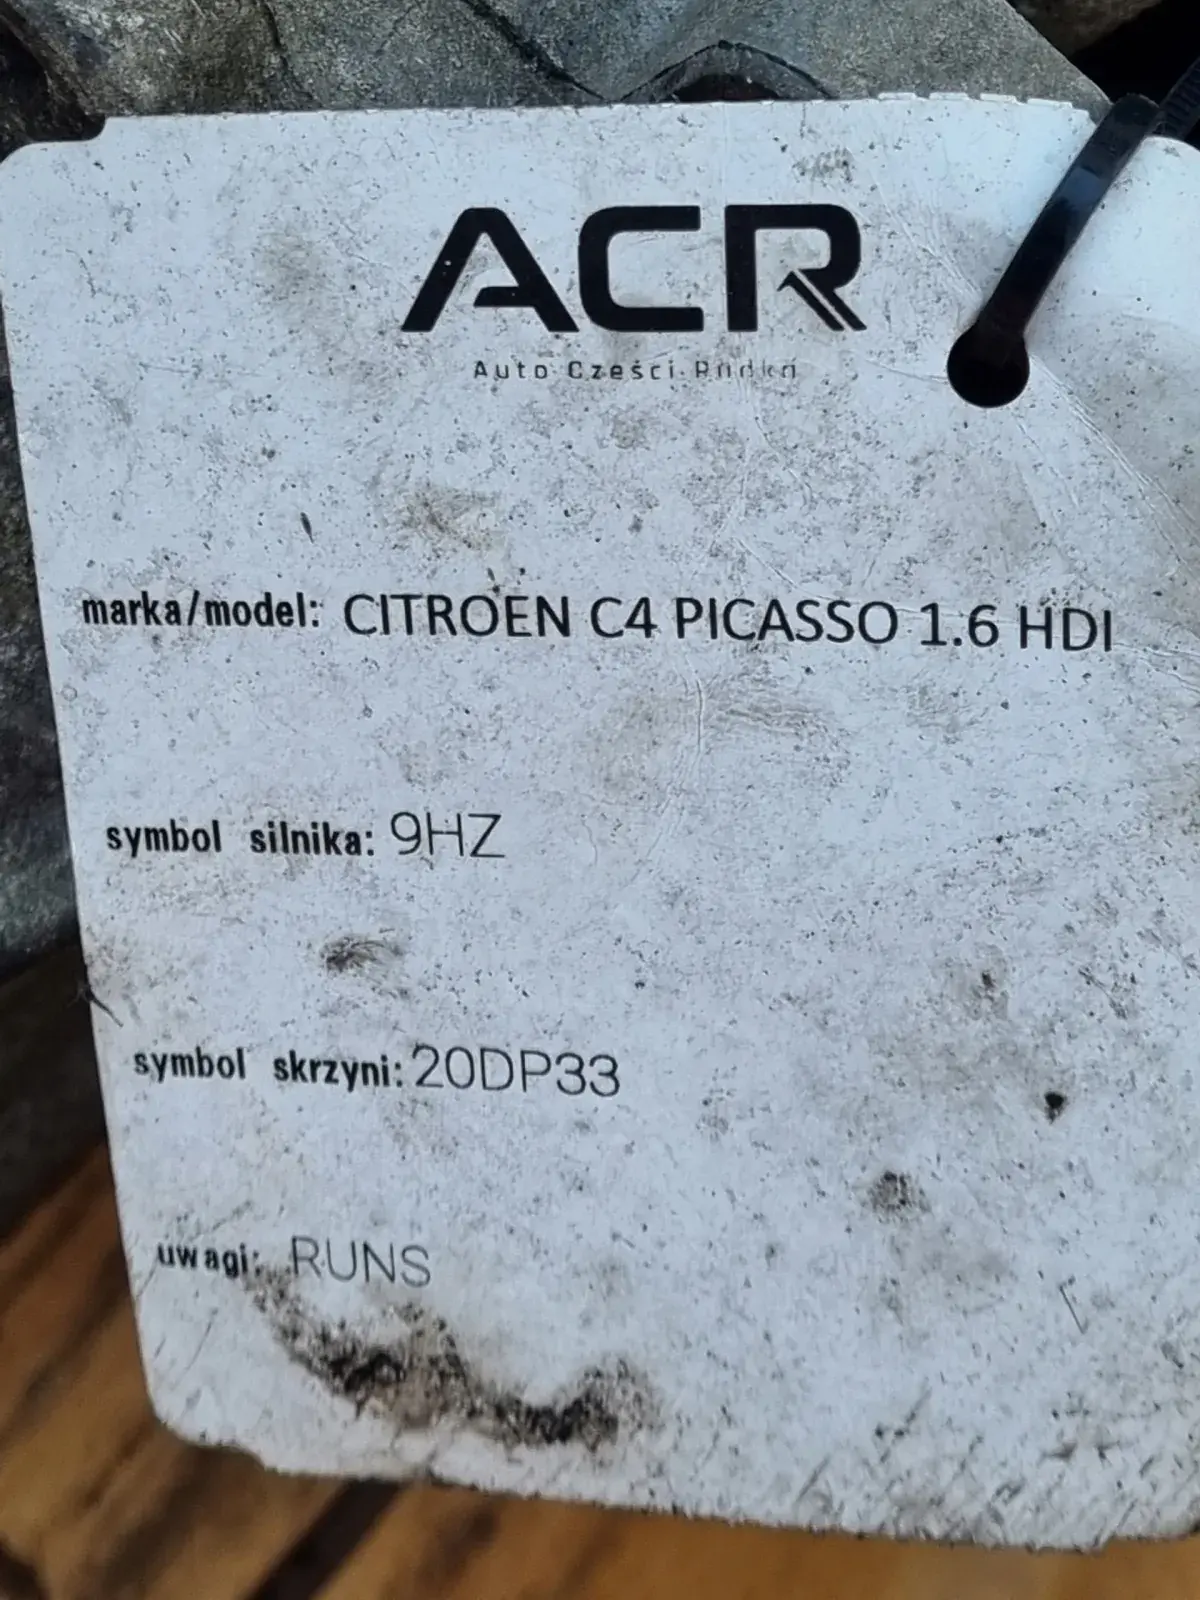 ACR
Auto Części Rudka
marka/model: CITROEN C4 PICASSO 1.6 HDI
symbol silnika: 9HZ
symbol skrzyni: 20DP33
uwagi: RUNS